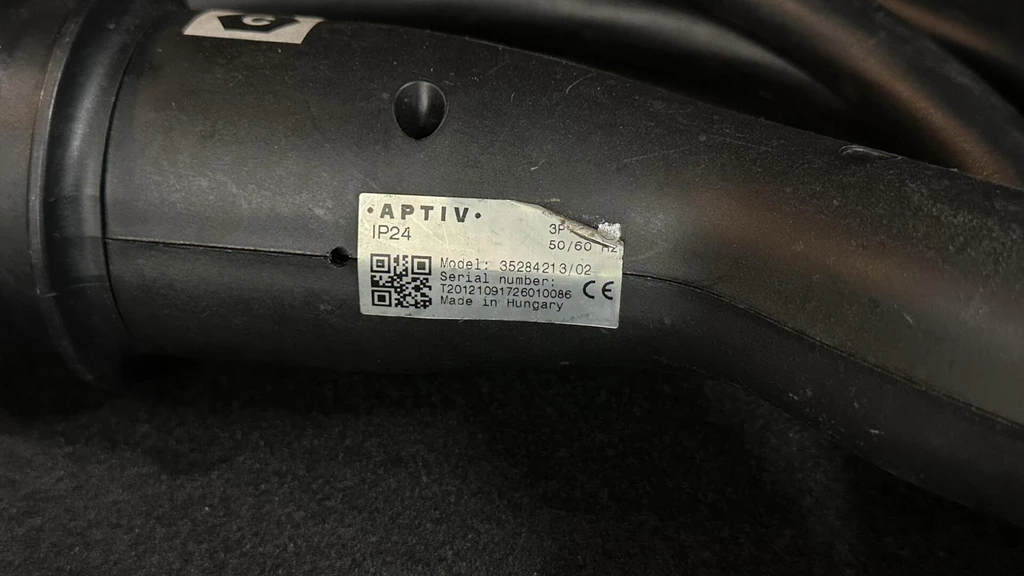 C
·APTIV·
IP24
3P
50/60 Hz
Model: 35284213/02
Serial number:
T20121091726010086
Made in Hungary
CE